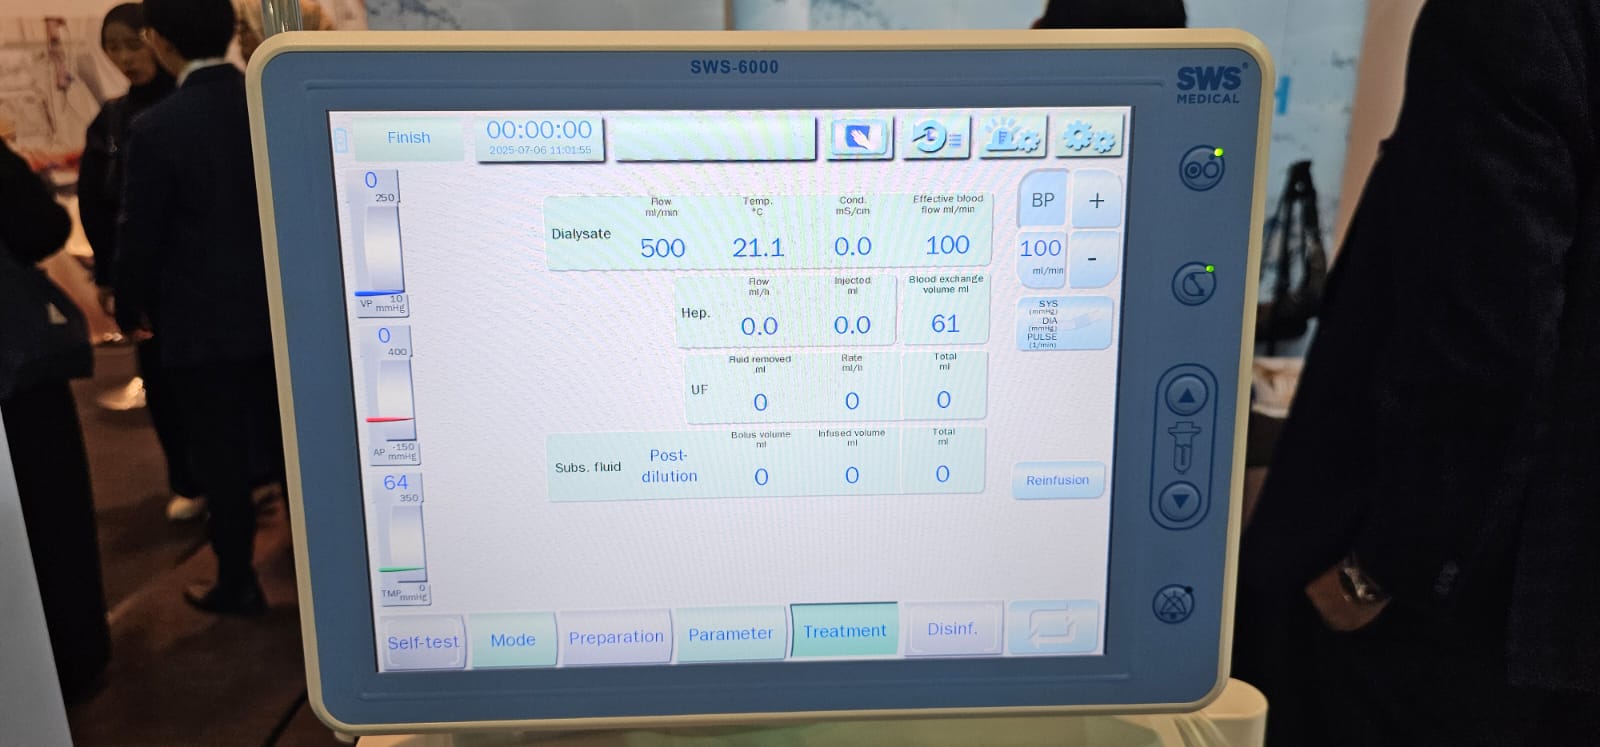 SWS-6000
SWS
MEDICAL
Finish
00:00:00
2025-07-06 11:01:55
0
250
VP 10
mmHg
0
400
AP -150
mmHg
64
350
TMP 0
mmHg
Flow
ml/min
Temp.
°C
Cond.
mS/cm
Effective blood
flow ml/min
Dialysate 500 21.1 0.0 100
Flow
ml/h
Injected
ml
Blood exchange
volume ml
Hep. 0.0 0.0 61
Fluid removed
ml
Rate
ml/h
Total
ml
UF 0 0 0
Bolus volume
ml
Infused volume
ml
Total
ml
Subs. fluid Post-
dilution 0 0 0
BP +
100
ml/min
-
SYS
(mmHg)
DIA
(mmHg)
PULSE
(1/min)
Reinfusion
Self-test Mode Preparation Parameter Treatment Disinf.